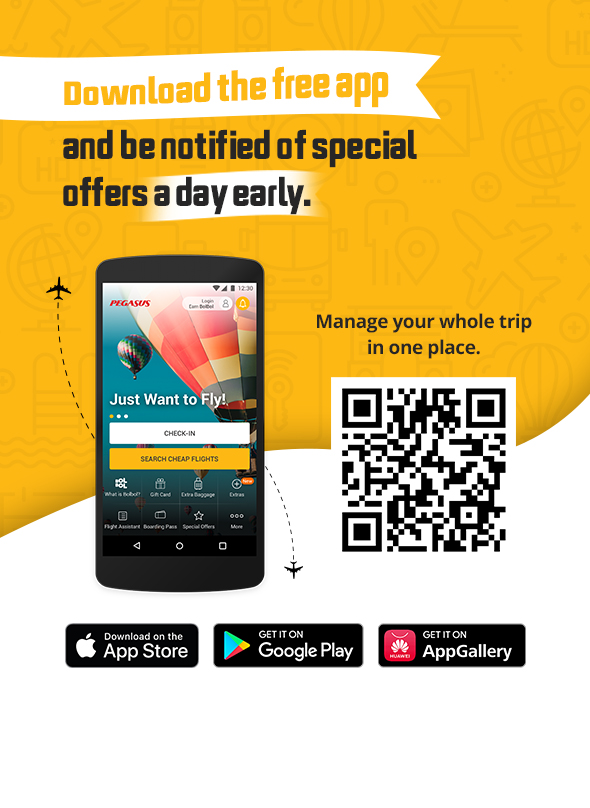 Download the free app
and be notified of special
offers a day early.
Manage your whole trip
in one place.
12:30
PEGASUS
Login
Earn BolBol
Just Want to Fly!
CHECK-IN
SEARCH CHEAP FLIGHTS
New
What is Bolbol? Gift Card Extra Baggage Extras
Flight Assistant Boarding Pass Special Offers More
Download on the
App Store
GET IT ON
Google Play
HUAWEI
GET IT ON
AppGallery
HD
HD